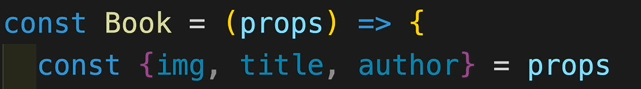 const Book = (props) => {
const {img, title, author} = props